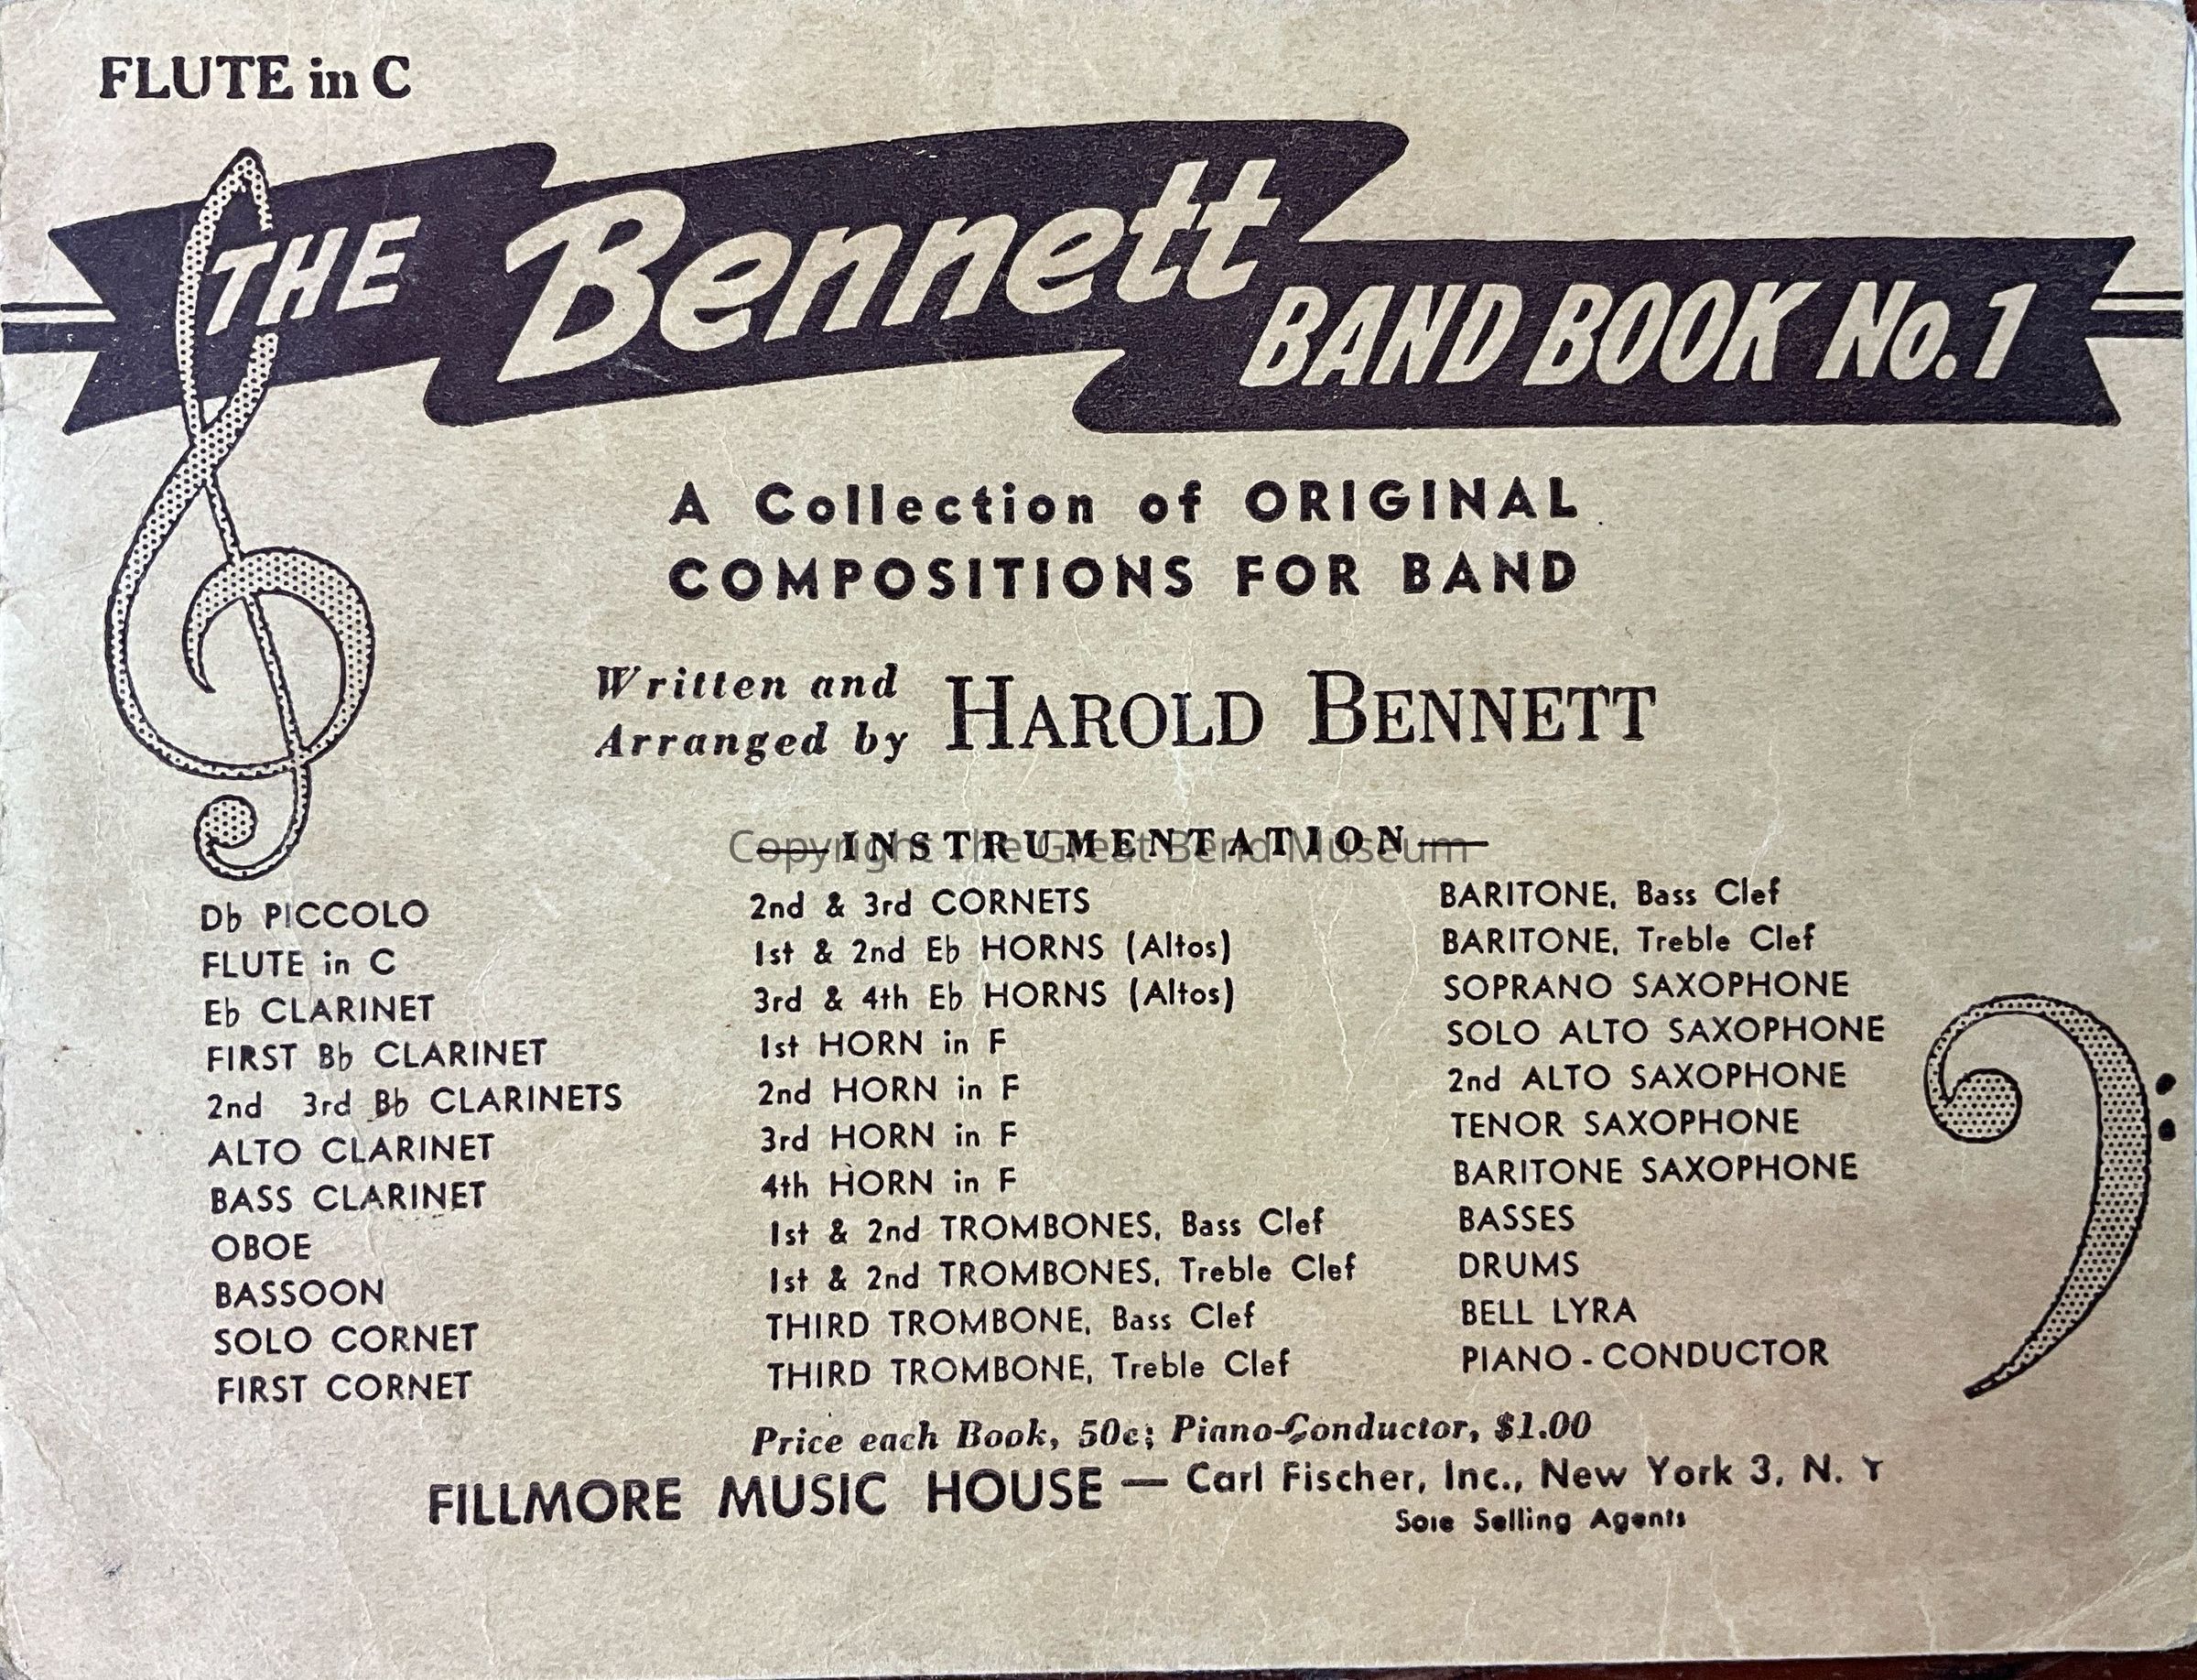 FLUTE in C
THE Bennett BAND BOOK No. 1
A Collection of ORIGINAL
COMPOSITIONS FOR BAND
Written and
Arranged by HAROLD BENNETT
INSTRUMENTATION
Copyright The Great Bend Museum
Db PICCOLO
FLUTE in C
Eb CLARINET
FIRST Bb CLARINET
2nd 3rd Bb CLARINETS
ALTO CLARINET
BASS CLARINET
OBOE
BASSOON
SOLO CORNET
FIRST CORNET
2nd & 3rd CORNETS
1st & 2nd Eb HORNS (Altos)
3rd & 4th Eb HORNS (Altos)
1st HORN in F
2nd HORN in F
3rd HORN in F
4th HORN in F
1st & 2nd TROMBONES, Bass Clef
1st & 2nd TROMBONES, Treble Clef
THIRD TROMBONE, Bass Clef
THIRD TROMBONE, Treble Clef
BARITONE, Bass Clef
BARITONE, Treble Clef
SOPRANO SAXOPHONE
SOLO ALTO SAXOPHONE
2nd ALTO SAXOPHONE
TENOR SAXOPHONE
BARITONE SAXOPHONE
BASSES
DRUMS
BELL LYRA
PIANO - CONDUCTOR
Price each Book, 50c; Piano-Conductor, $1.00
FILLMORE MUSIC HOUSE — Carl Fischer, Inc., New York 3, N. Y
Sole Selling Agents